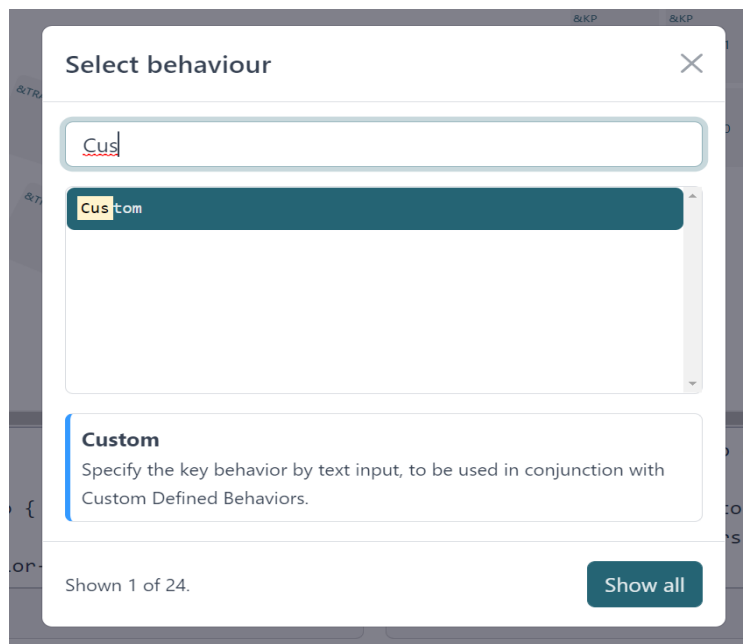 &KP &KP
Select behaviour
&TRA
Cus
&T
Custom
Custom
Specify the key behavior by text input, to be used in conjunction with
Custom Defined Behaviors.
{
Shown 1 of 24.
Show all